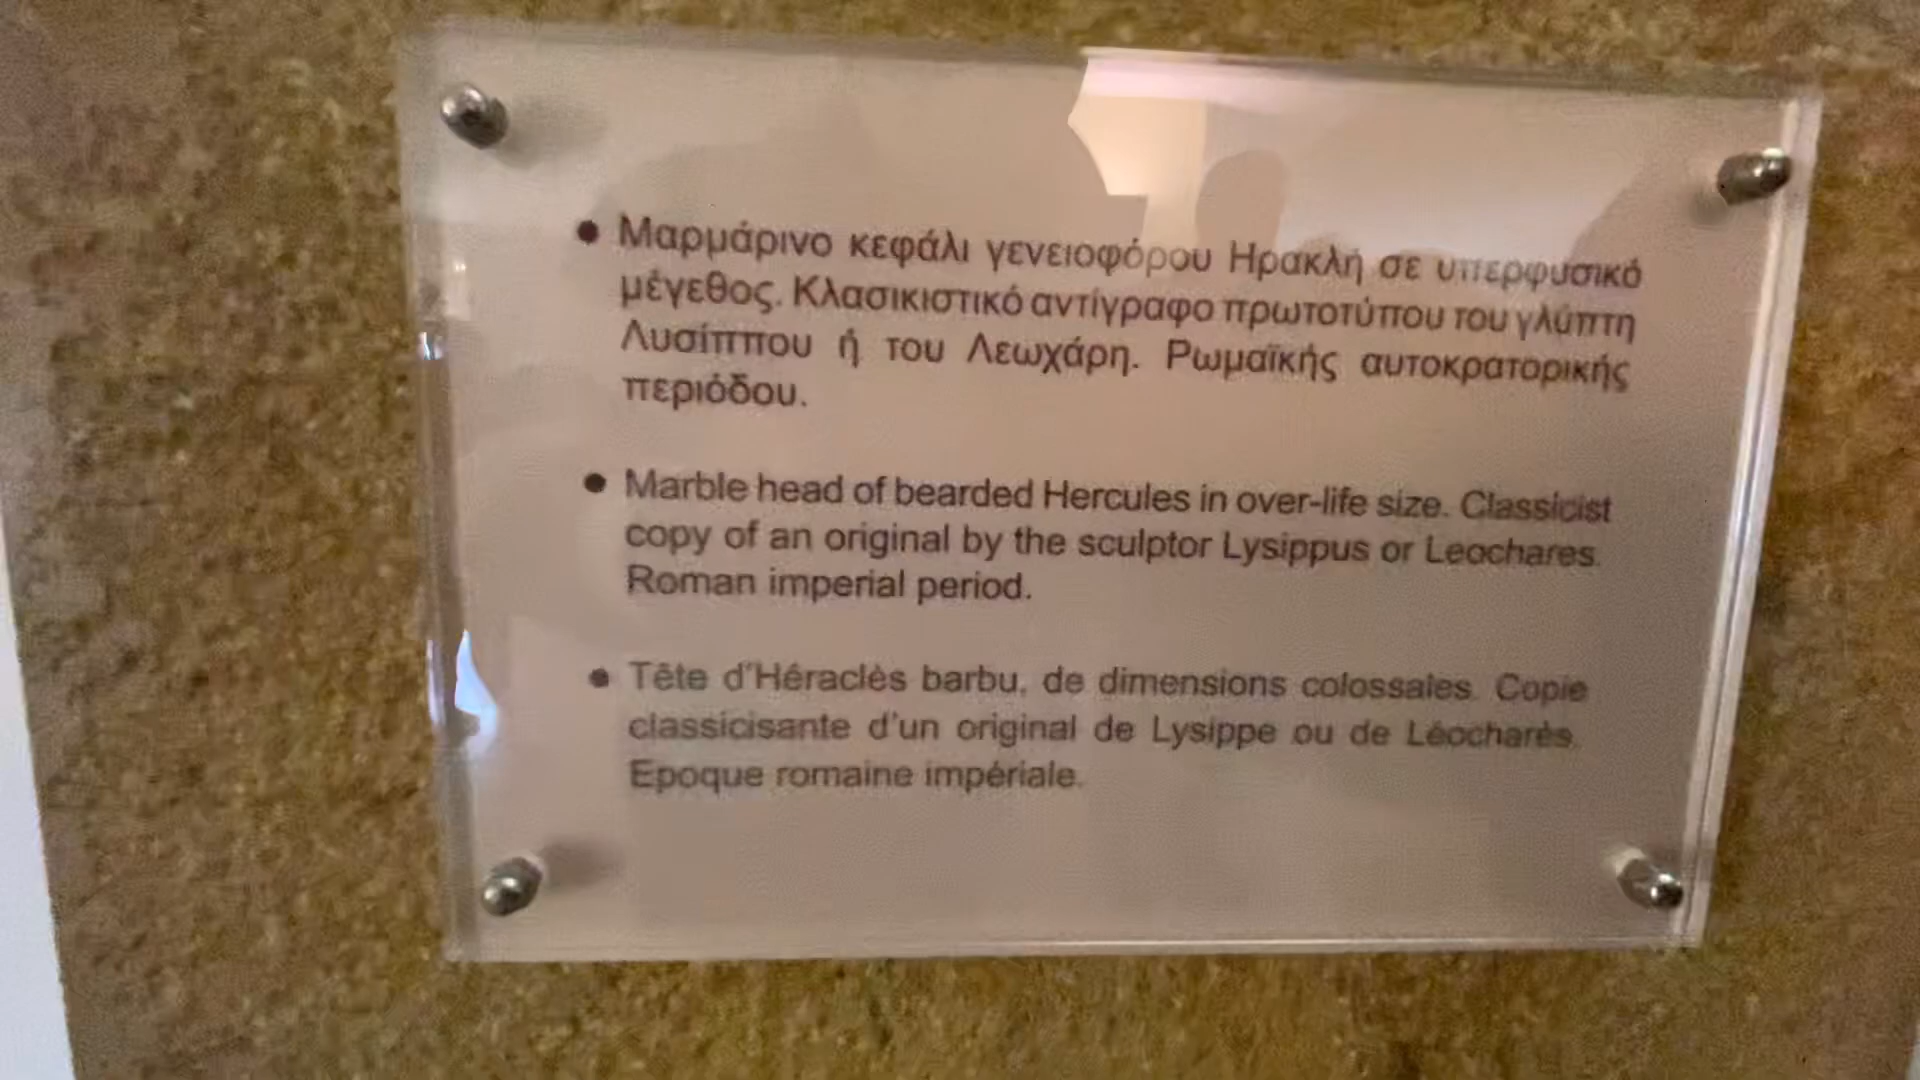 • Μαρμάρινο κεφάλι γενειοφόρου Ηρακλή σε υπερφυσικό
μέγεθος. Κλασικιστικό αντίγραφο πρωτοτύπου του γλύπτη
Λυσίππου ή του Λεωχάρη. Ρωμαϊκής αυτοκρατορικής
περιόδου.
• Marble head of bearded Hercules in over-life size. Classicist
copy of an original by the sculptor Lysippus or Leochares.
Roman imperial period.
• Tête d'Héraclès barbu, de dimensions colossales. Copie
classicisante d'un original de Lysippe ou de Léocharès.
Epoque romaine impériale.